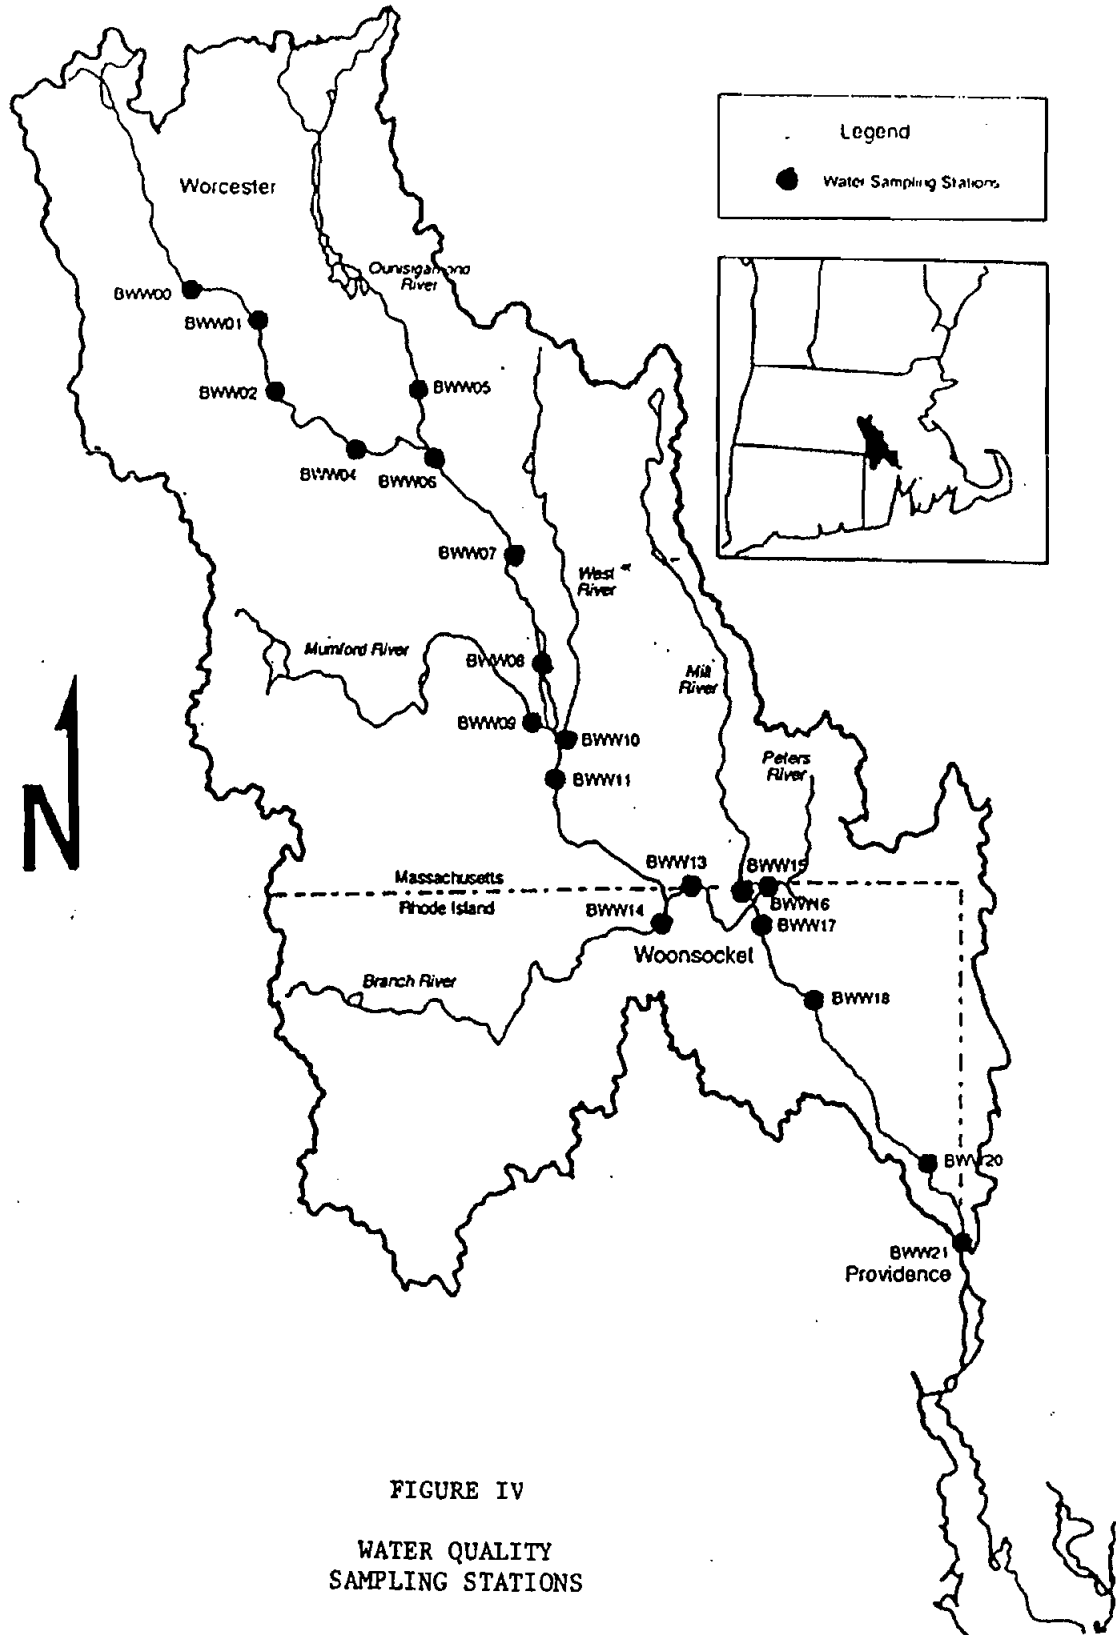 Legend
Water Sampling Stations
Worcester
Quinsigamond
River
BWW00
BWW01
BWW02
BWW05
BWW04
BWW06
BWW07
West
River
Mumford River
BWW08
Mill
River
BWW09
BWW10
Peters
River
BWW11
N
BWW13
BWW15
Massachusetts
Rhode Island
BWW14
BWW16
BWW17
Woonsocket
Branch River
BWW18
BWW20
BWW21
Providence
FIGURE IV
WATER QUALITY
SAMPLING STATIONS